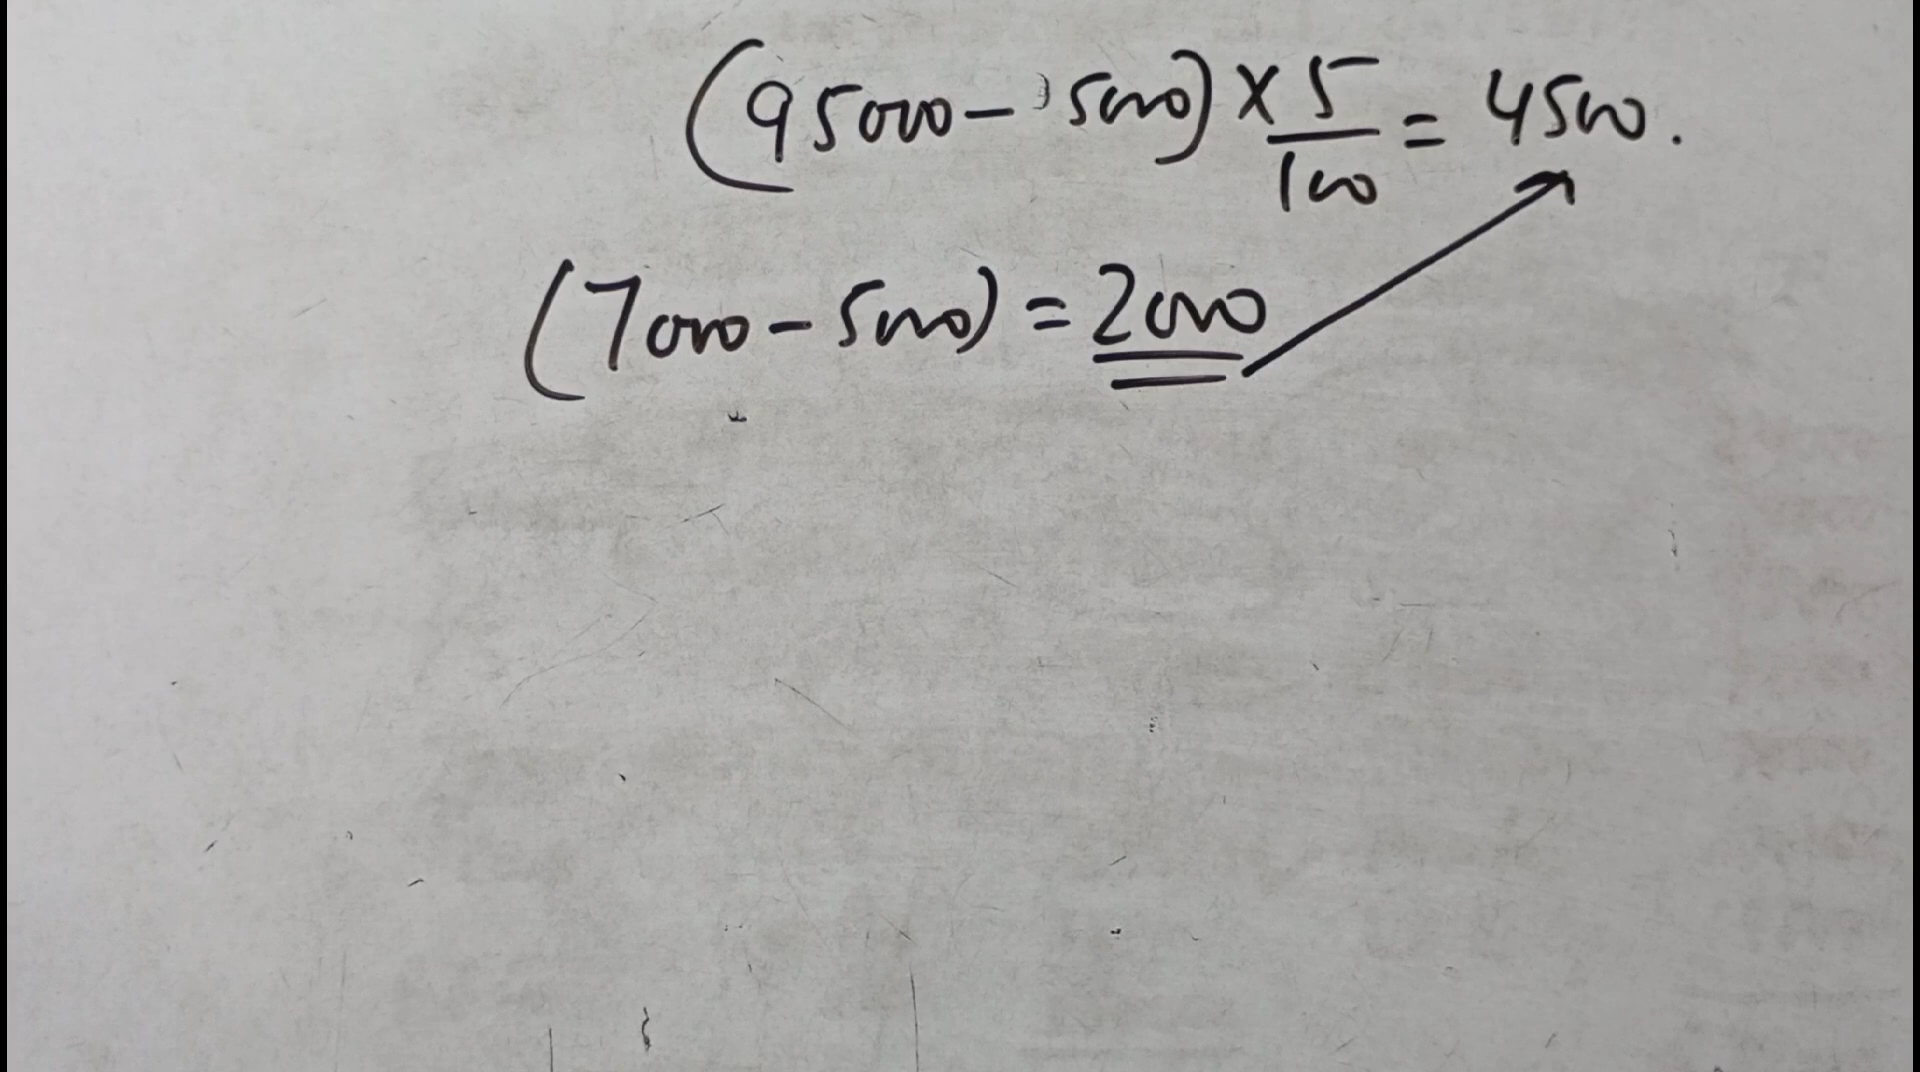 (95000 - 5000) × 5/100 = 4500.
(7000 - 5000) = 2000